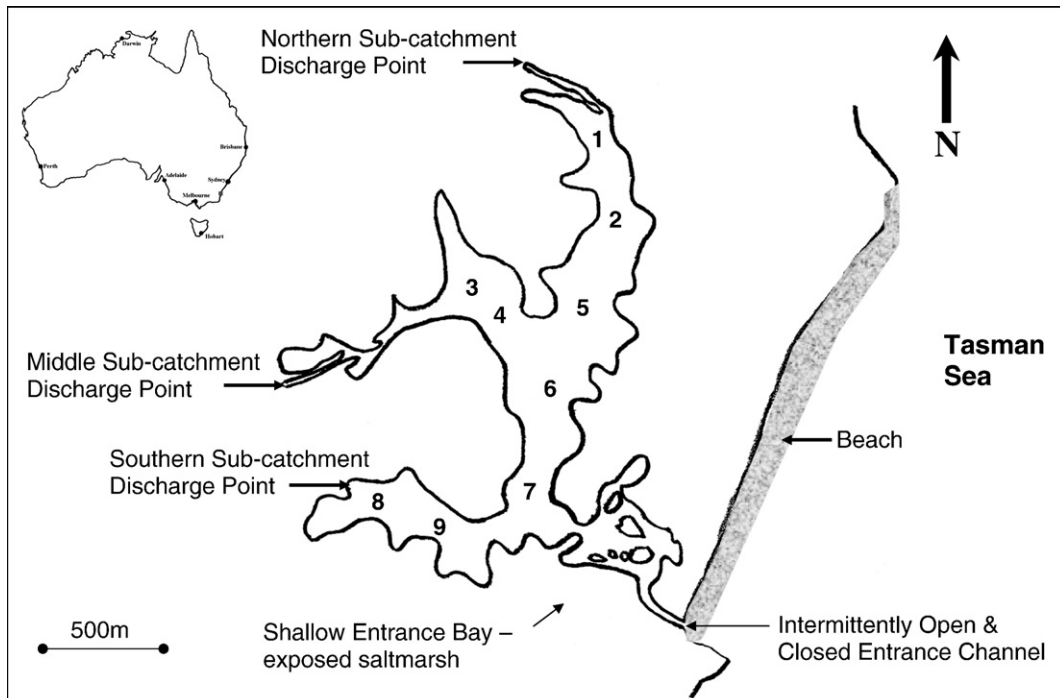 Darwin
Brisbane
Perth
Adelaide
Sydney
Melbourne
Hobart
Northern Sub-catchment
Discharge Point
N
1
2
3
4
5
Tasman
Sea
Middle Sub-catchment
Discharge Point
6
Beach
Southern Sub-catchment
Discharge Point
7
8
9
500m
Shallow Entrance Bay –
exposed saltmarsh
Intermittently Open &
Closed Entrance Channel